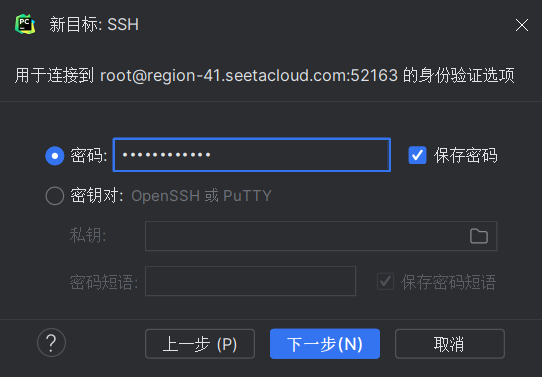 PC
新目标: SSH
用于连接到 root@region-41.seetacloud.com:52163 的身份验证选项
密码: •••••••••••• 保存密码
密钥对: OpenSSH 或 PuTTY
私钥:
密码短语: 保存密码短语
? 上一步 (P) 下一步(N) 取消